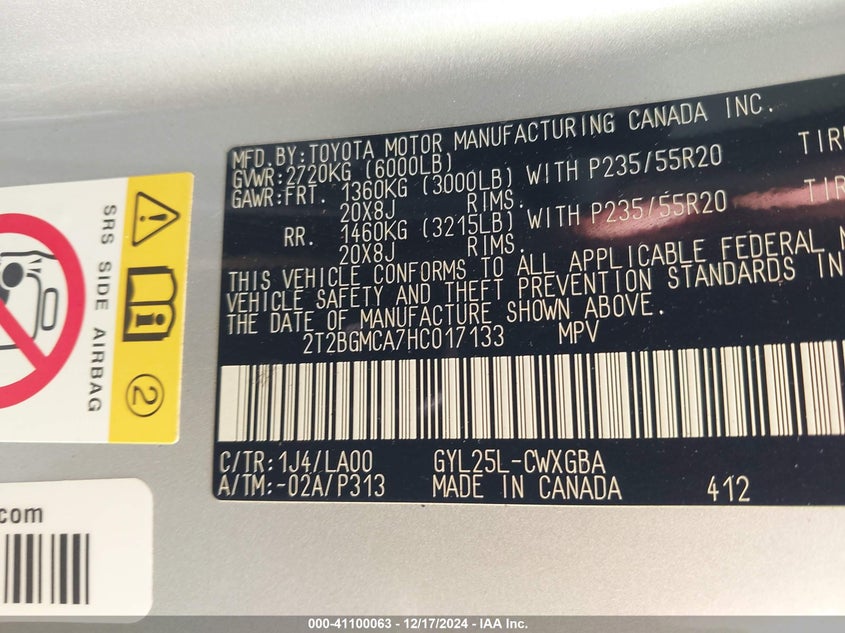 MFD.BY:TOYOTA MOTOR MANUFACTURING CANADA INC.
GVWR:2720KG (6000LB)
GAWR:FRT. 1360KG (3000LB) WITH P235/55R20
20X8J RIMS.
RR. 1460KG (3215LB) WITH P235/55R20
20X8J RIMS.
THIS VEHICLE CONFORMS TO ALL APPLICABLE FEDERAL
VEHICLE SAFETY AND THEFT PREVENTION STANDARDS IN
THE DATE OF MANUFACTURE SHOWN ABOVE.
2T2BGMCA7HC017133 MPV
C/TR:1J4/LA00 GYL25L-CWXGBA
A/TM:-02A/P313 MADE IN CANADA 412
SRS SIDE AIRBAG
2
.com
000-41100063 - 12/17/2024 - IAA Inc.